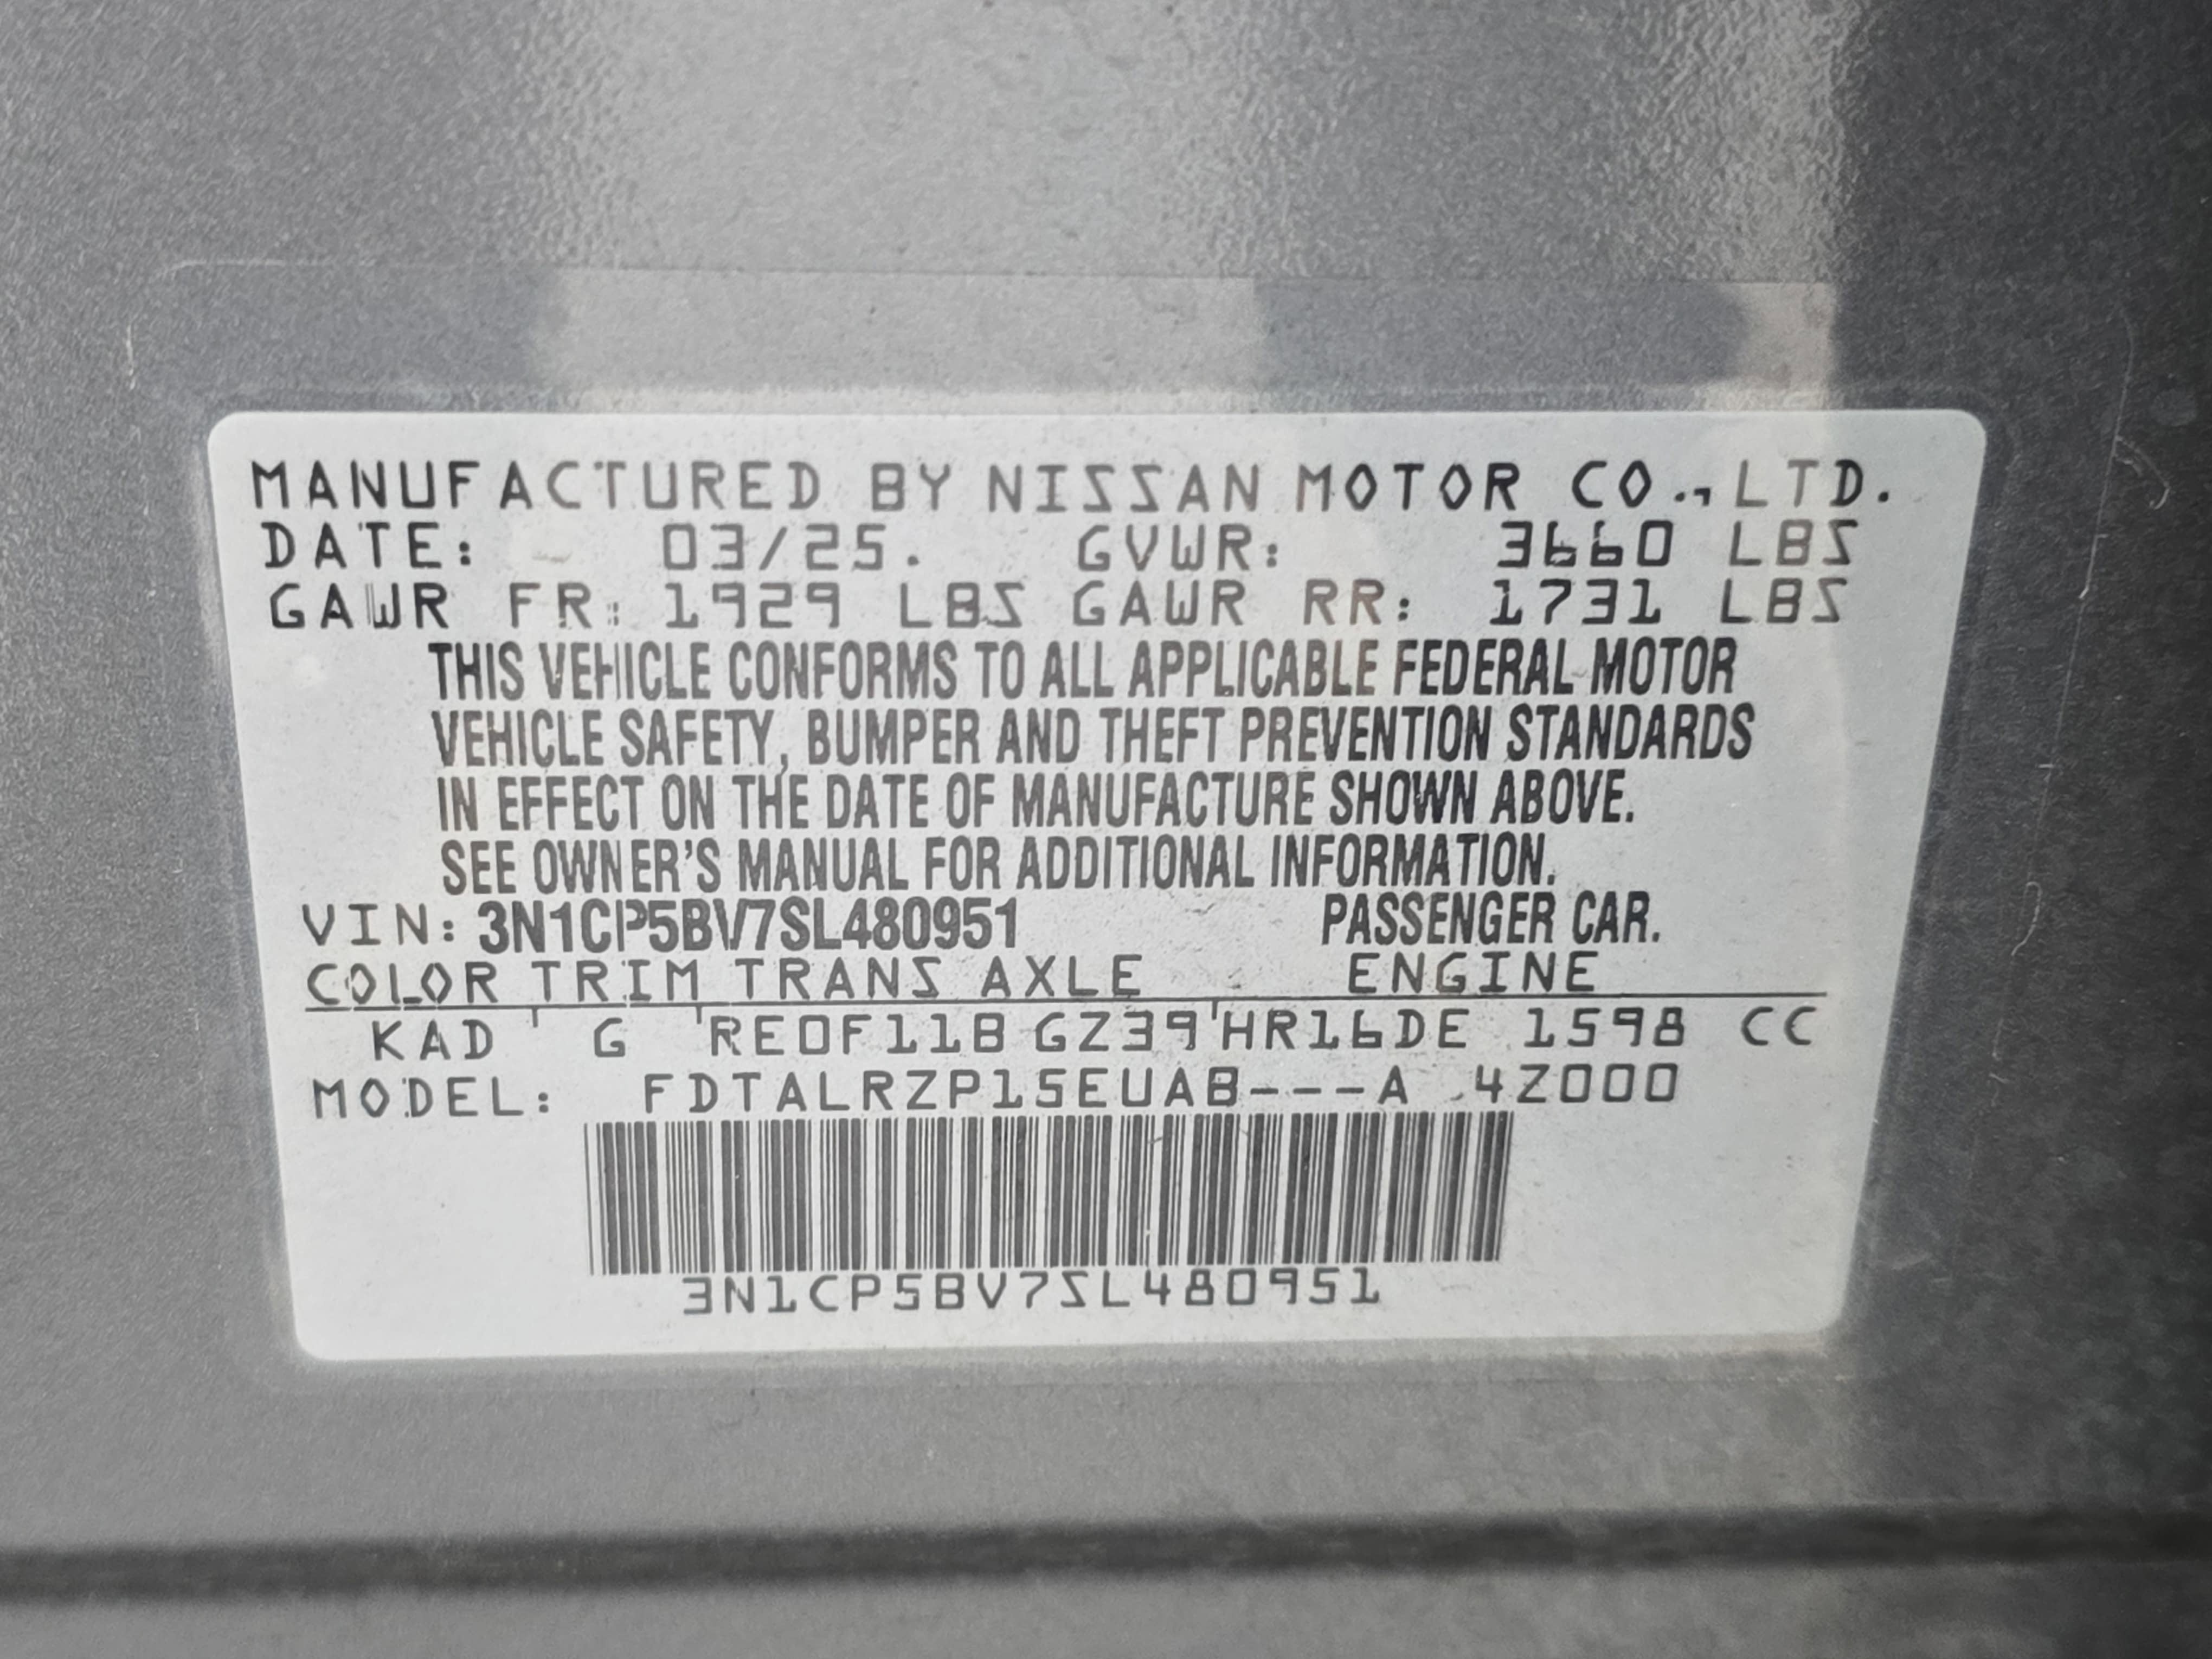 MANUFACTURED BY NISSAN MOTOR CO.,LTD.
DATE: 03/25. GVWR: 3660 LBS
GAWR FR: 1929 LBS GAWR RR: 1731 LBS
THIS VEHICLE CONFORMS TO ALL APPLICABLE FEDERAL MOTOR
VEHICLE SAFETY, BUMPER AND THEFT PREVENTION STANDARDS
IN EFFECT ON THE DATE OF MANUFACTURE SHOWN ABOVE.
SEE OWNER'S MANUAL FOR ADDITIONAL INFORMATION.
VIN: 3N1CP5BV7SL480951 PASSENGER CAR.
COLOR TRIM TRANS AXLE ENGINE
KAD G RE0F11B GZ39 HR16DE 1598 CC
MODEL: FDTALRZP15EUAB---A 4Z000
3N1CP5BV7SL480951